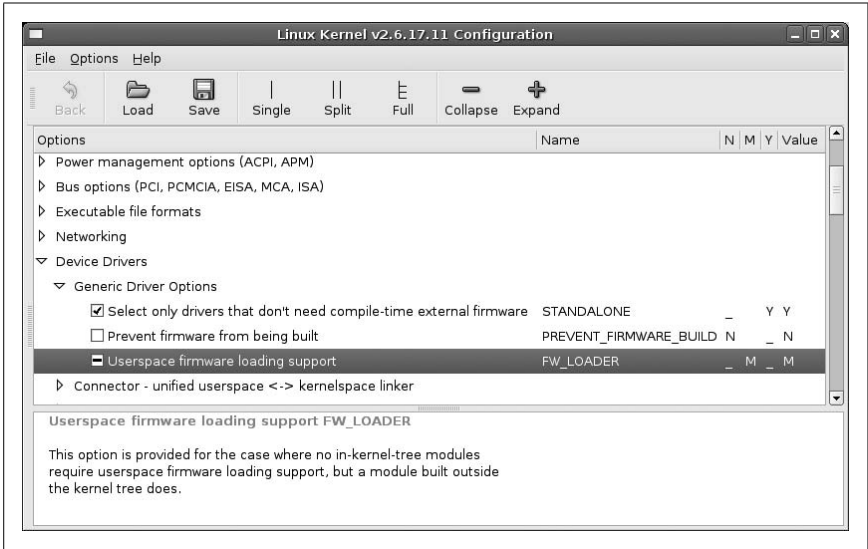 Linux Kernel v2.6.17.11 Configuration
File Options Help
Back Load Save Single Split Full Collapse Expand
Options Name N M Y Value
Power management options (ACPI, APM)
Bus options (PCI, PCMCIA, EISA, MCA, ISA)
Executable file formats
Networking
Device Drivers
Generic Driver Options
Select only drivers that don't need compile-time external firmware STANDALONE _ Y Y
Prevent firmware from being built PREVENT_FIRMWARE_BUILD N _ N
Userspace firmware loading support FW_LOADER _ M _ M
Connector - unified userspace <-> kernelspace linker
Userspace firmware loading support FW_LOADER
This option is provided for the case where no in-kernel-tree modules
require userspace firmware loading support, but a module built outside
the kernel tree does.